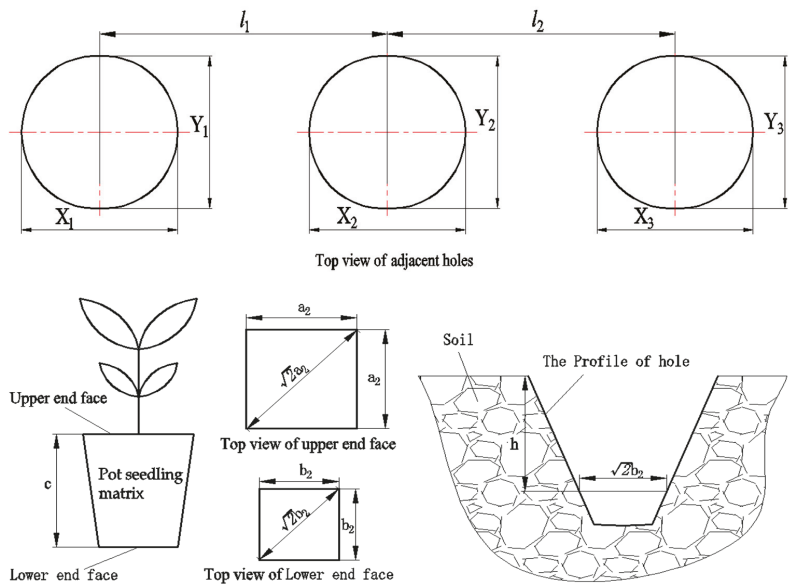 l1 l2
Y1 Y2 Y3
X1 X2 X3
Top view of adjacent holes
a2
√2a2
a2
Top view of upper end face
b2
√2b2
b2
Top view of Lower end face
Upper end face
c
Pot seedling
matrix
Lower end face
Soil
The Profile of hole
h
√2b2